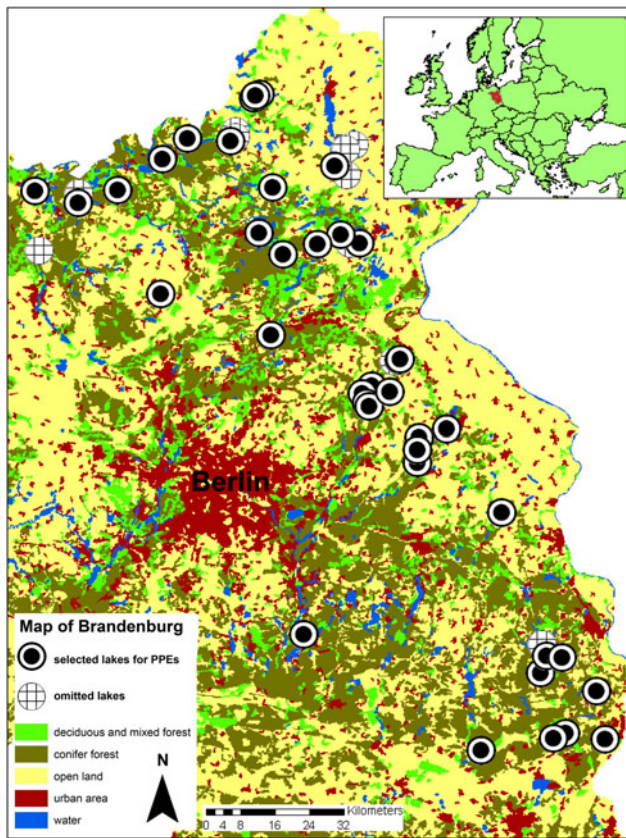 Berlin
Map of Brandenburg
selected lakes for PPEs
omitted lakes
deciduous and mixed forest
conifer forest
open land
urban area
water
N
Kilometers
0 4 8 16 24 32